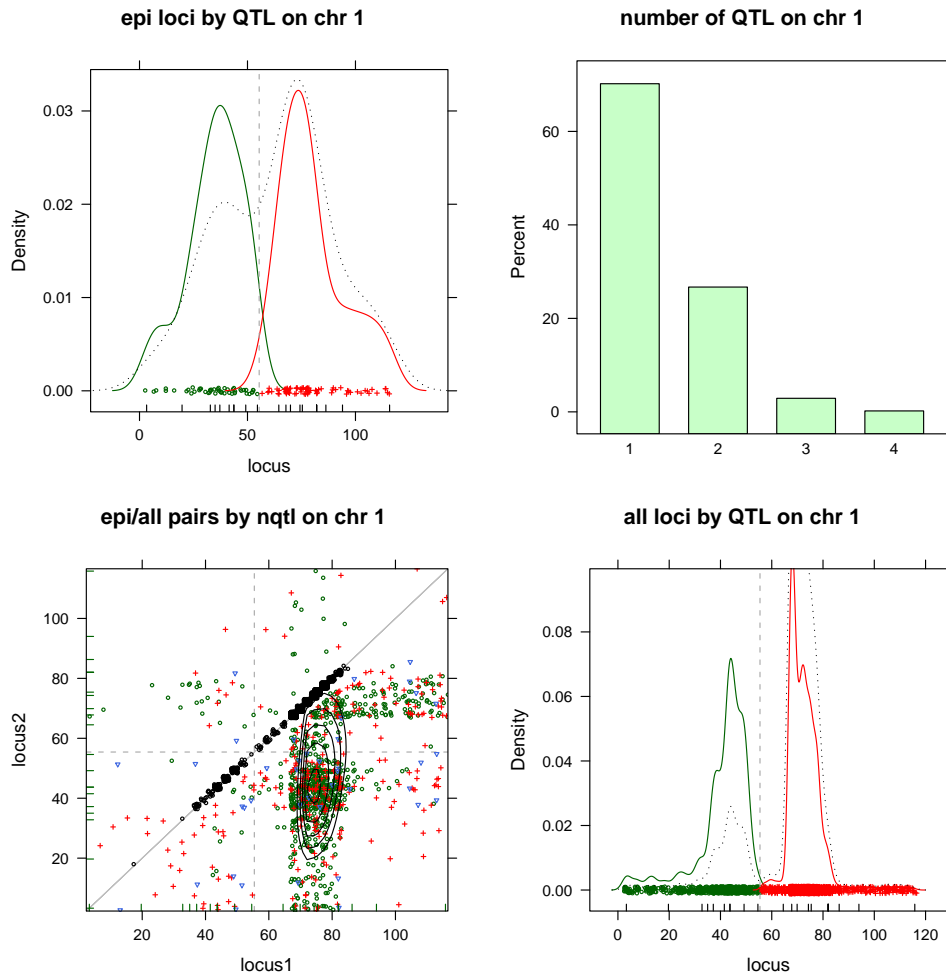 epi loci by QTL on chr 1
Density
0.03
0.02
0.01
0.00
0 50 100
locus
number of QTL on chr 1
Percent
60
40
20
0
1 2 3 4
epi/all pairs by nqtl on chr 1
locus2
100
80
60
40
20
20 40 60 80 100
locus1
all loci by QTL on chr 1
Density
0.08
0.06
0.04
0.02
0.00
0 20 40 60 80 100 120
locus